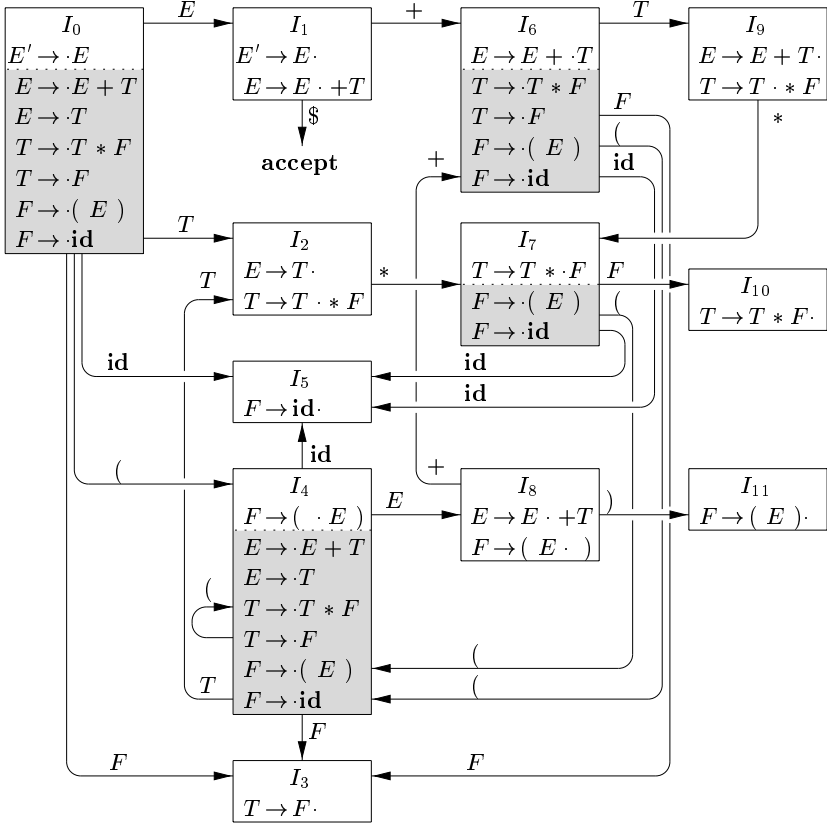 I₀
E′ → ·E
E → ·E + T
E → ·T
T → ·T * F
T → ·F
F → ·( E )
F → ·id
E
I₁
E′ → E·
E → E · +T
$
accept
+
I₆
E → E + ·T
T → ·T * F
T → ·F
F → ·( E )
F → ·id
T
F
(
id
+
I₉
E → E + T·
T → T · * F
*
T
I₂
E → T·
T → T · * F
T
*
I₇
T → T * ·F
F → ·( E )
F → ·id
F
(
I₁₀
T → T * F·
id
I₅
F → id·
id
id
id
(
I₄
F → ( · E )
E → ·E + T
E → ·T
T → ·T * F
T → ·F
F → ·( E )
F → ·id
(
T
E
+
I₈
E → E · +T
F → ( E · )
)
I₁₁
F → ( E )·
(
(
F
F
I₃
T → F·
F